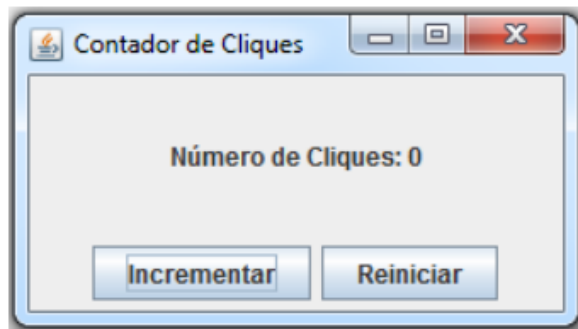 Contador de Cliques
Número de Cliques: 0
Incrementar Reiniciar